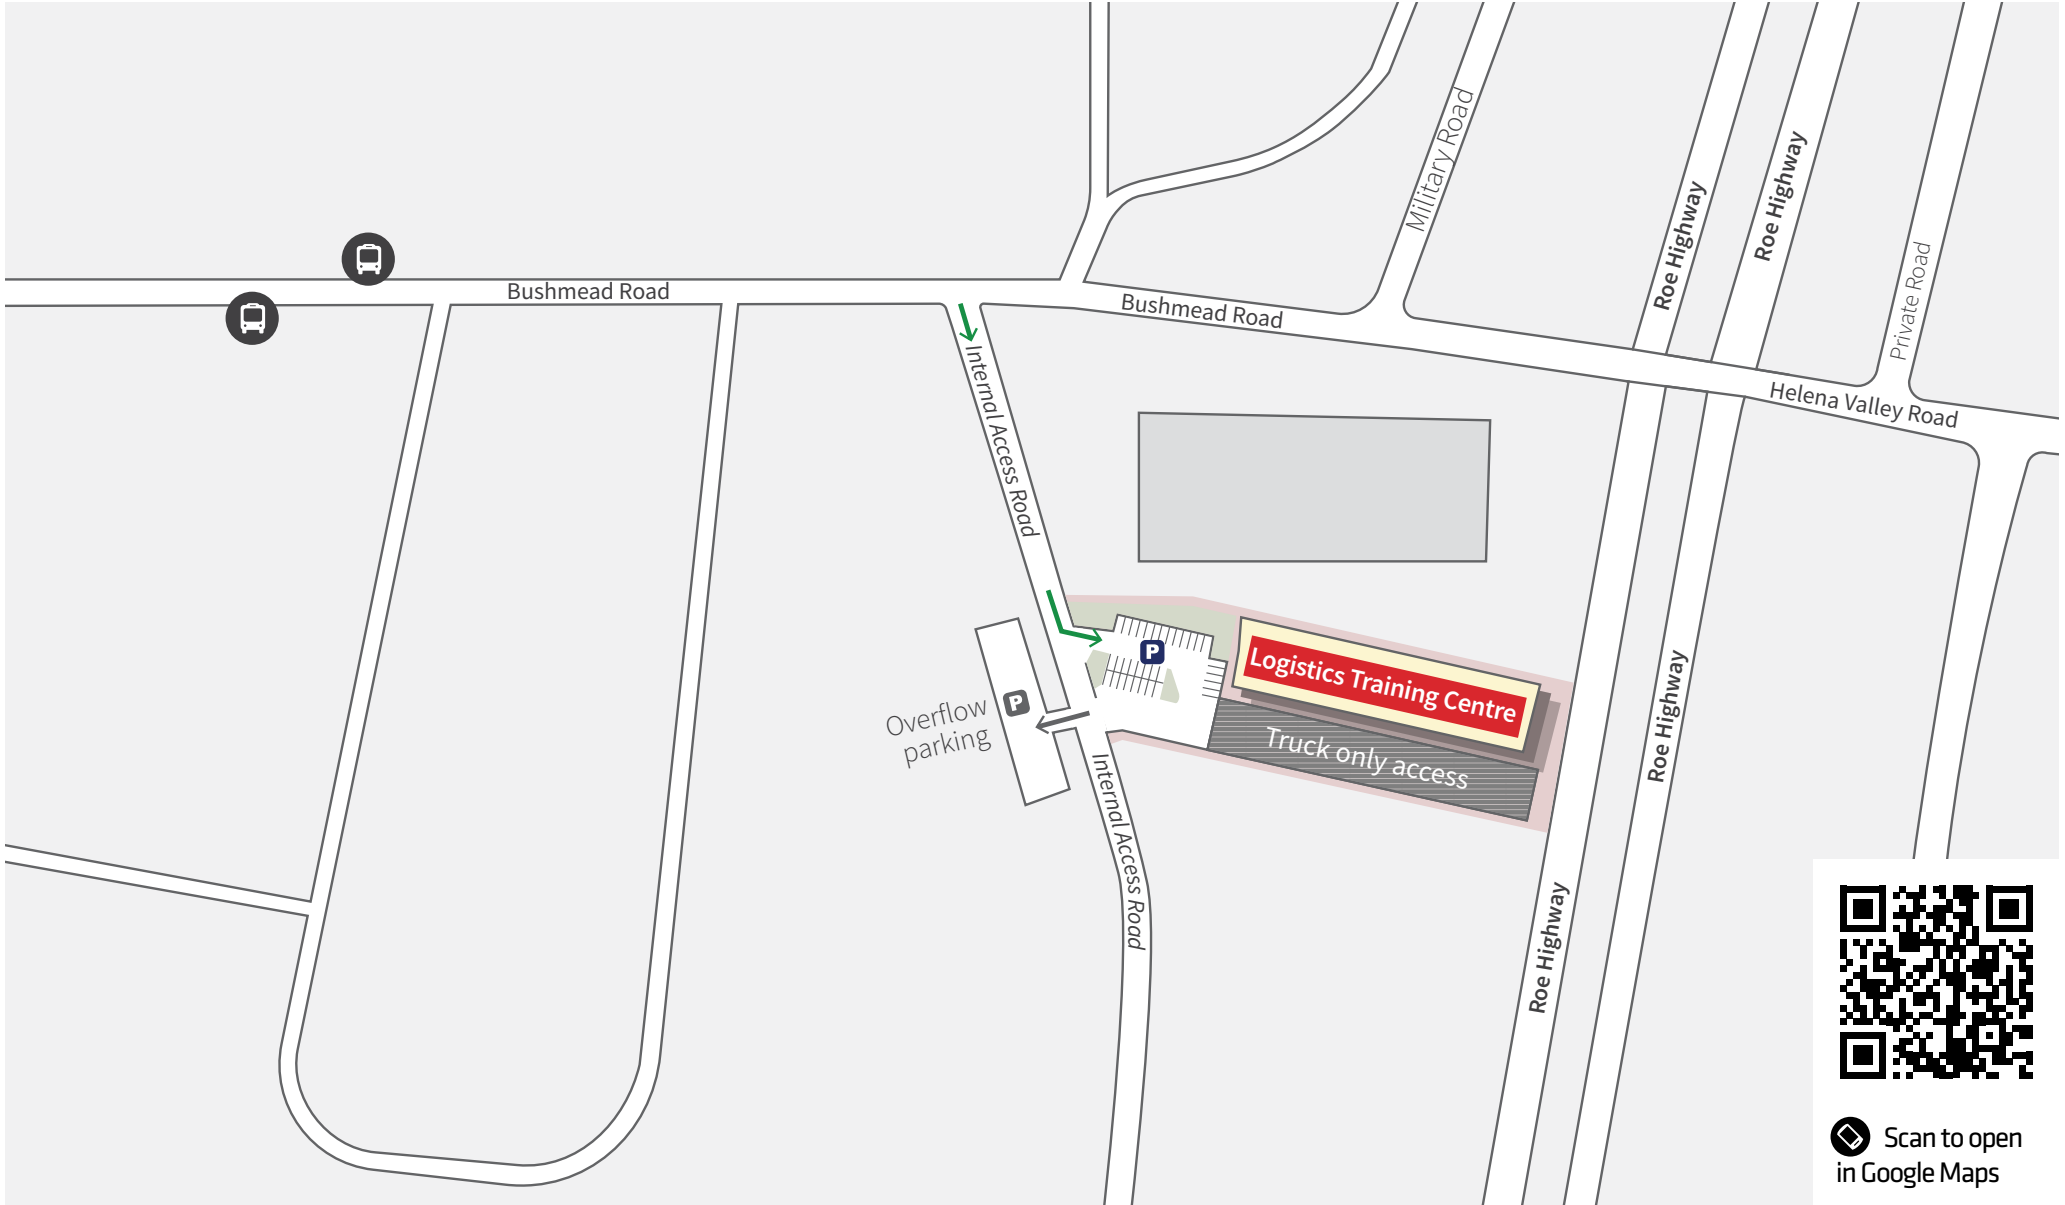 Bushmead Road
Bushmead Road
Military Road
Roe Highway
Roe Highway
Private Road
Helena Valley Road
Internal Access Road
P
Logistics Training Centre
Truck only access
P
Overflow
parking
Internal Access Road
Roe Highway
Roe Highway
Scan to open
in Google Maps